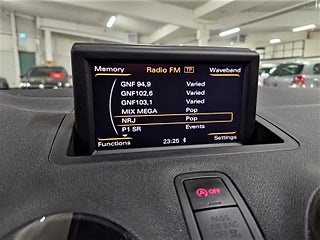 Memory Radio FM TP Waveband
GNF 94,9 Varied
GNF102,6 Varied
GNF103,1 Varied
MIX MEGA Pop
NRJ Pop
P1 SR Events
Functions 23:25 Settings
OFF